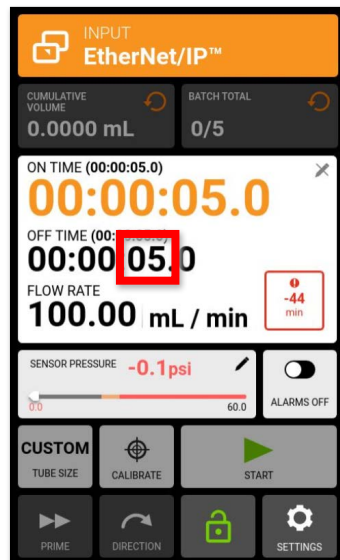 INPUT
EtherNet/IP™
CUMULATIVE VOLUME
0.0000 mL
BATCH TOTAL
0/5
ON TIME (00:00:05.0)
00:00:05.0
OFF TIME (00:
00:00:05.0
FLOW RATE
100.00 mL / min
-44
min
SENSOR PRESSURE -0.1psi
0.0 60.0
ALARMS OFF
CUSTOM
TUBE SIZE
CALIBRATE
START
PRIME
DIRECTION
SETTINGS